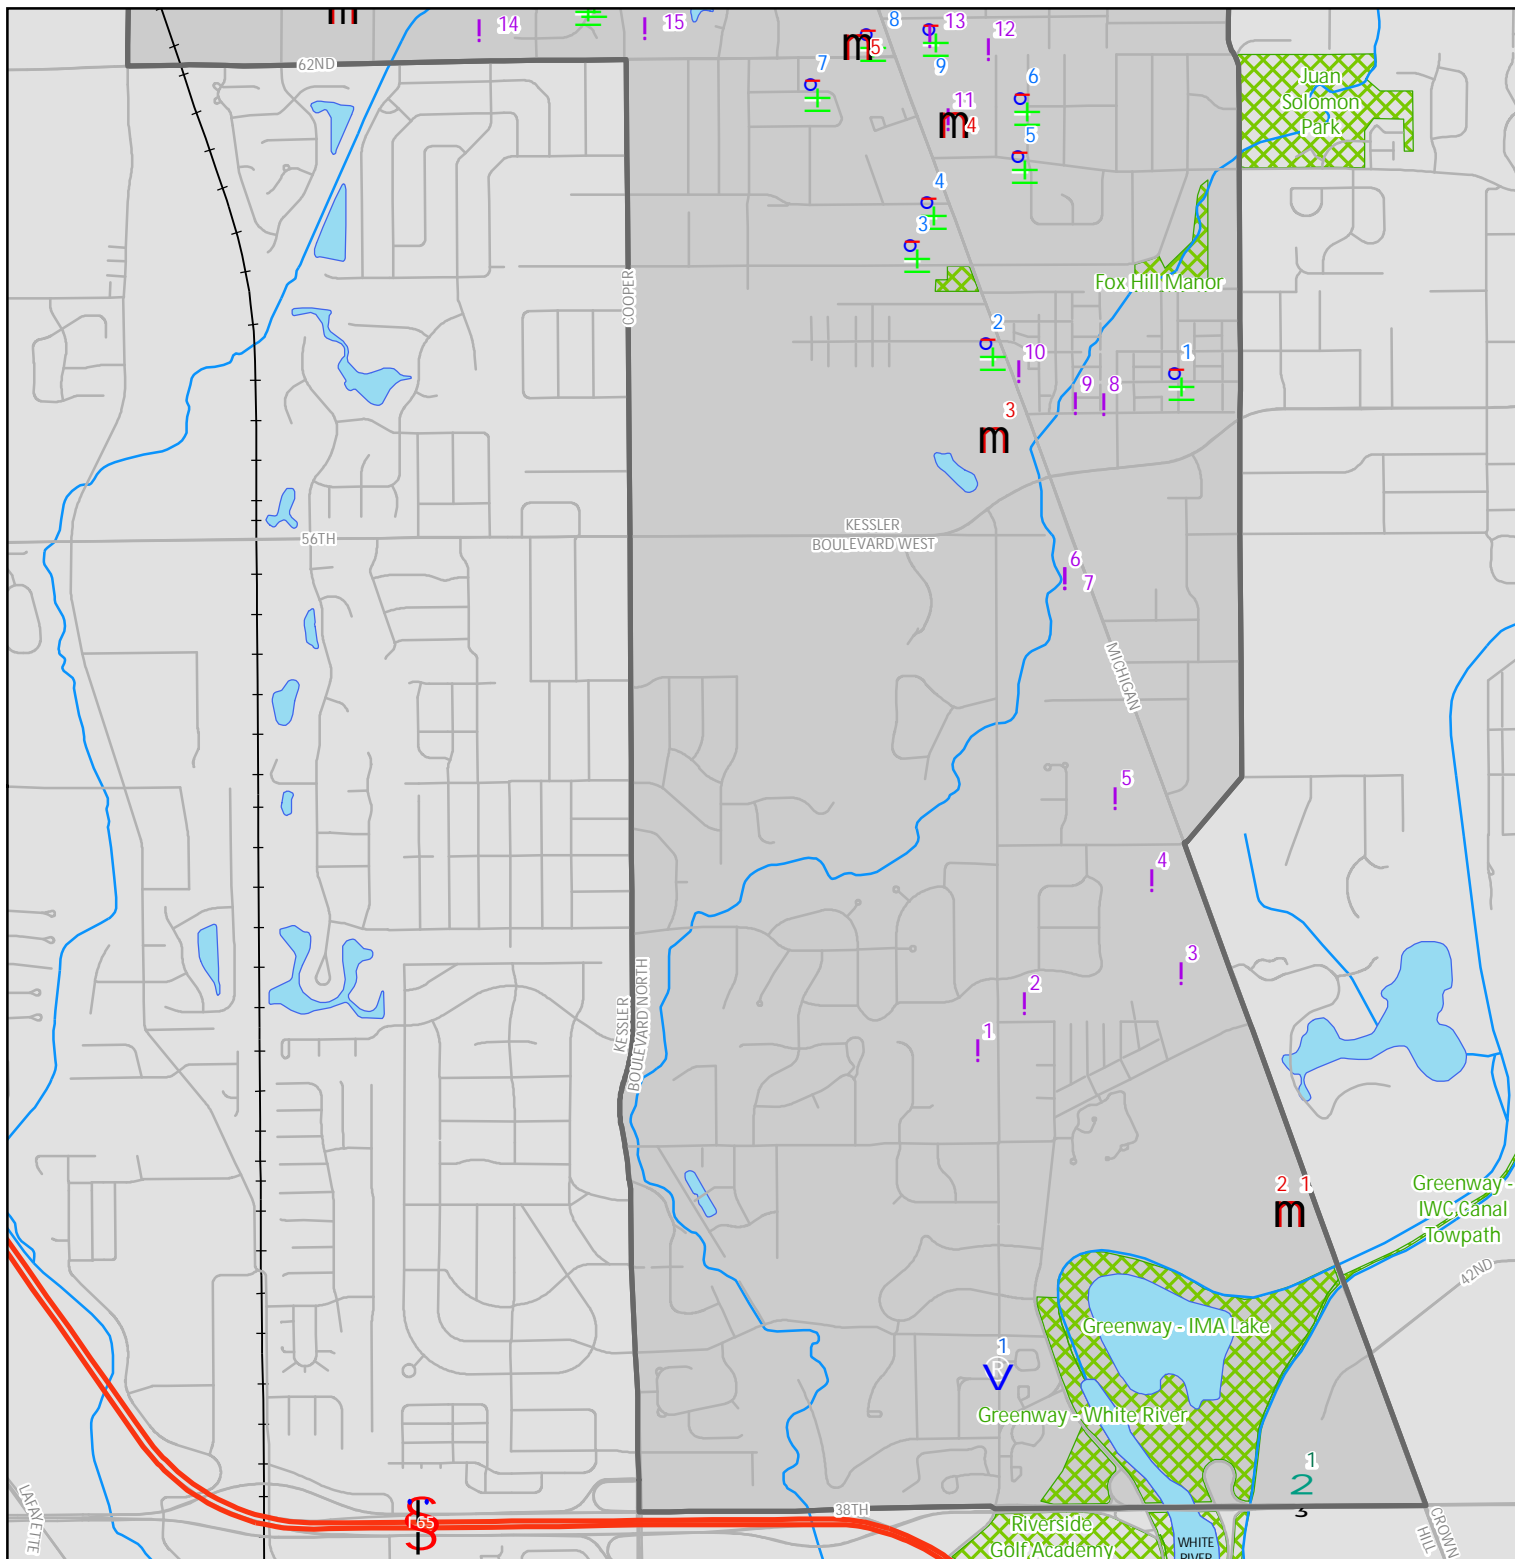 m
14
15
m
5
8
13
9
12
62ND
7
6
Juan
Solomon
Park
11
m
4
5
4
3
COOPER
Fox Hill Manor
2
10
1
9
8
3
m
56TH
KESSLER
BOULEVARD WEST
6
7
MICHIGAN
5
4
3
2
1
KESSLER
BOULEVARD NORTH
2
1
m
Greenway -
IWC Canal
Towpath
42ND
Greenway - IMA Lake
1
R
Greenway - White River
1
2
s
38TH
I-65
LAFAYETTE
Riverside
Golf Academy
WHITE
RIVER
CROWN
HILL